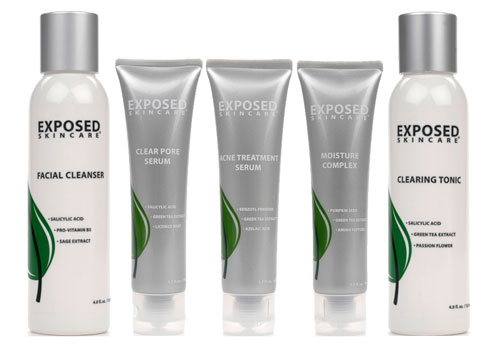 EXPOSED
SKINCARE®
FACIAL CLEANSER
• SALICYLIC ACID
• PRO-VITAMIN B5
• SAGE EXTRACT
EXPOSED
SKINCARE®
CLEAR PORE
SERUM
• SALICYLIC ACID
• GREEN TEA EXTRACT
EXPOSED
SKINCARE®
ACNE TREATMENT
SERUM
• BENZOYL PEROXIDE
• GREEN TEA EXTRACT
• AZELAIC ACID
EXPOSED
SKINCARE®
MOISTURE
COMPLEX
• GREEN TEA EXTRACT
EXPOSED
SKINCARE®
CLEARING TONIC
• SALICYLIC ACID
• GREEN TEA EXTRACT
• PASSION FLOWER